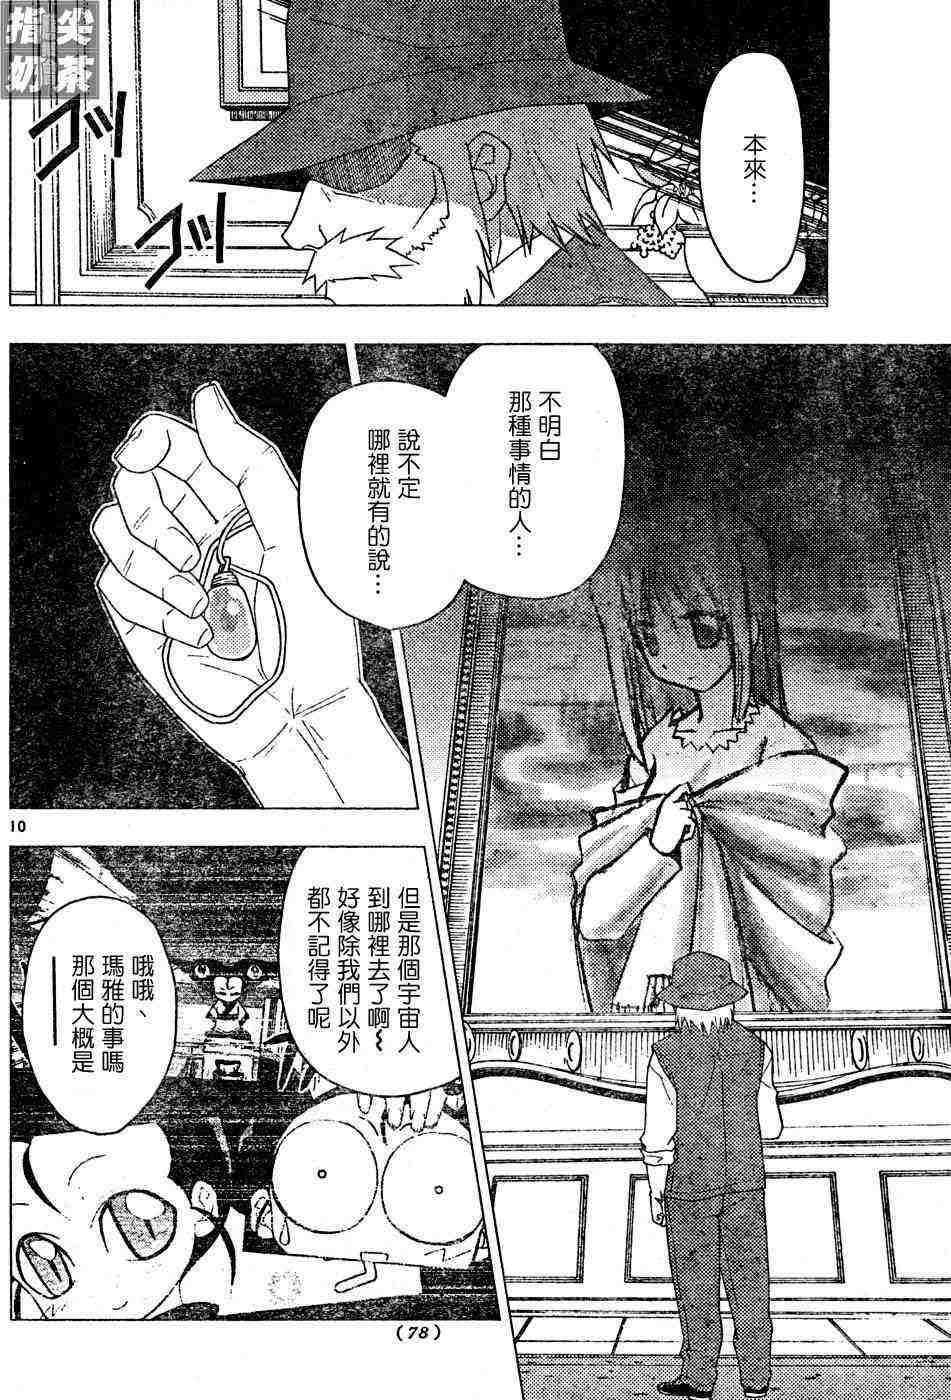 指尖
奶茶
本來…
ゴッ
ゴッ
不明白
那種事情的人…
說不定
哪裡就有的說…
10
但是那個宇宙人
到哪裡去了啊~
好像除我們以外
都不記得了呢
哦哦、
瑪雅的事嗎
那個大概是
——
(78)